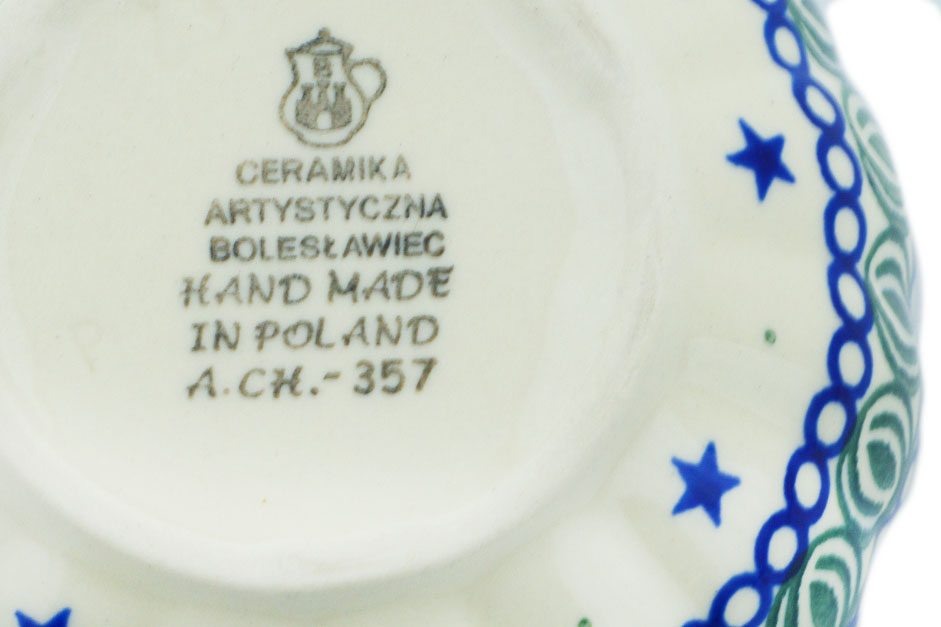 CERAMIKA
ARTYSTYCZNA
BOLESŁAWIEC
HAND MADE
IN POLAND
A.CH.-357